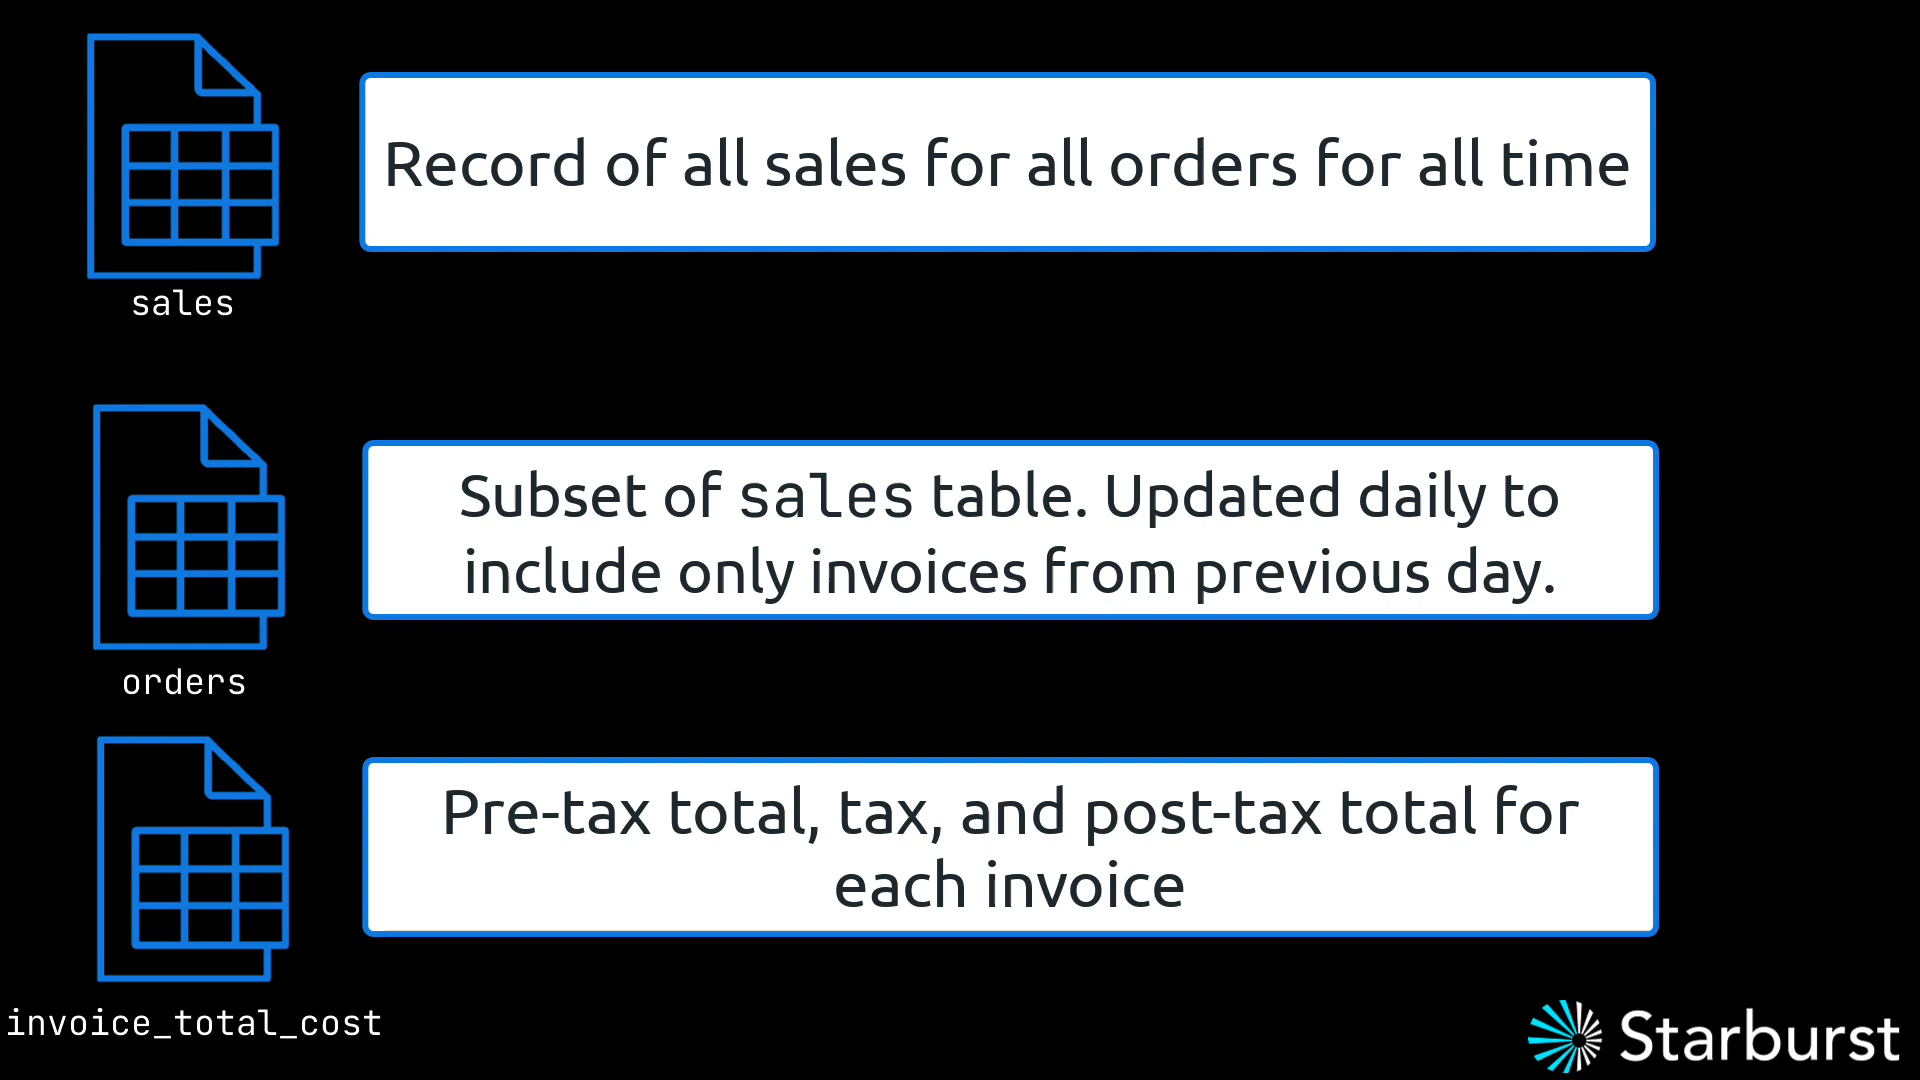 Record of all sales for all orders for all time
sales
Subset of sales table. Updated daily to
include only invoices from previous day.
orders
Pre-tax total, tax, and post-tax total for
each invoice
invoice_total_cost
Starburst